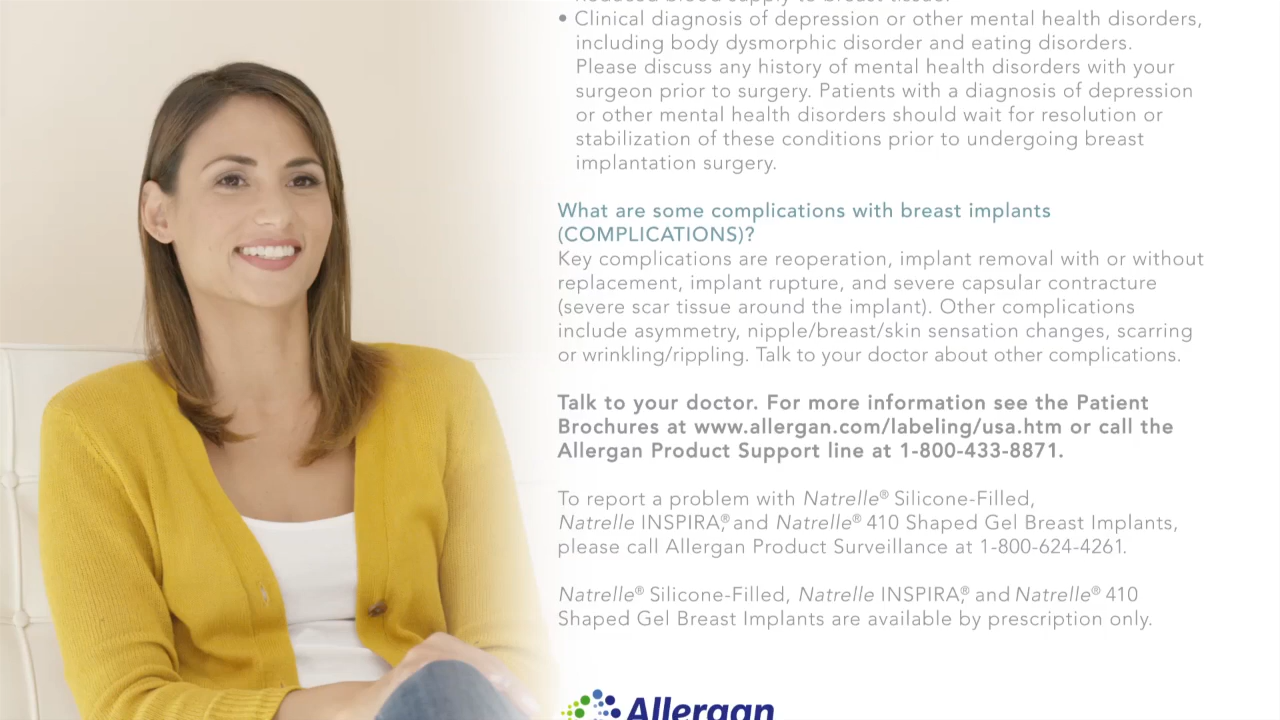 Reduced blood supply to breast tissue.
• Clinical diagnosis of depression or other mental health disorders,
including body dysmorphic disorder and eating disorders.
Please discuss any history of mental health disorders with your
surgeon prior to surgery. Patients with a diagnosis of depression
or other mental health disorders should wait for resolution or
stabilization of these conditions prior to undergoing breast
implantation surgery.
What are some complications with breast implants
(COMPLICATIONS)?
Key complications are reoperation, implant removal with or without
replacement, implant rupture, and severe capsular contracture
(severe scar tissue around the implant). Other complications
include asymmetry, nipple/breast/skin sensation changes, scarring
or wrinkling/rippling. Talk to your doctor about other complications.
Talk to your doctor. For more information see the Patient
Brochures at www.allergan.com/labeling/usa.htm or call the
Allergan Product Support line at 1-800-433-8871.
To report a problem with Natrelle® Silicone-Filled,
Natrelle INSPIRA,® and Natrelle® 410 Shaped Gel Breast Implants,
please call Allergan Product Surveillance at 1-800-624-4261.
Natrelle® Silicone-Filled, Natrelle INSPIRA,® and Natrelle® 410
Shaped Gel Breast Implants are available by prescription only.
Allergan